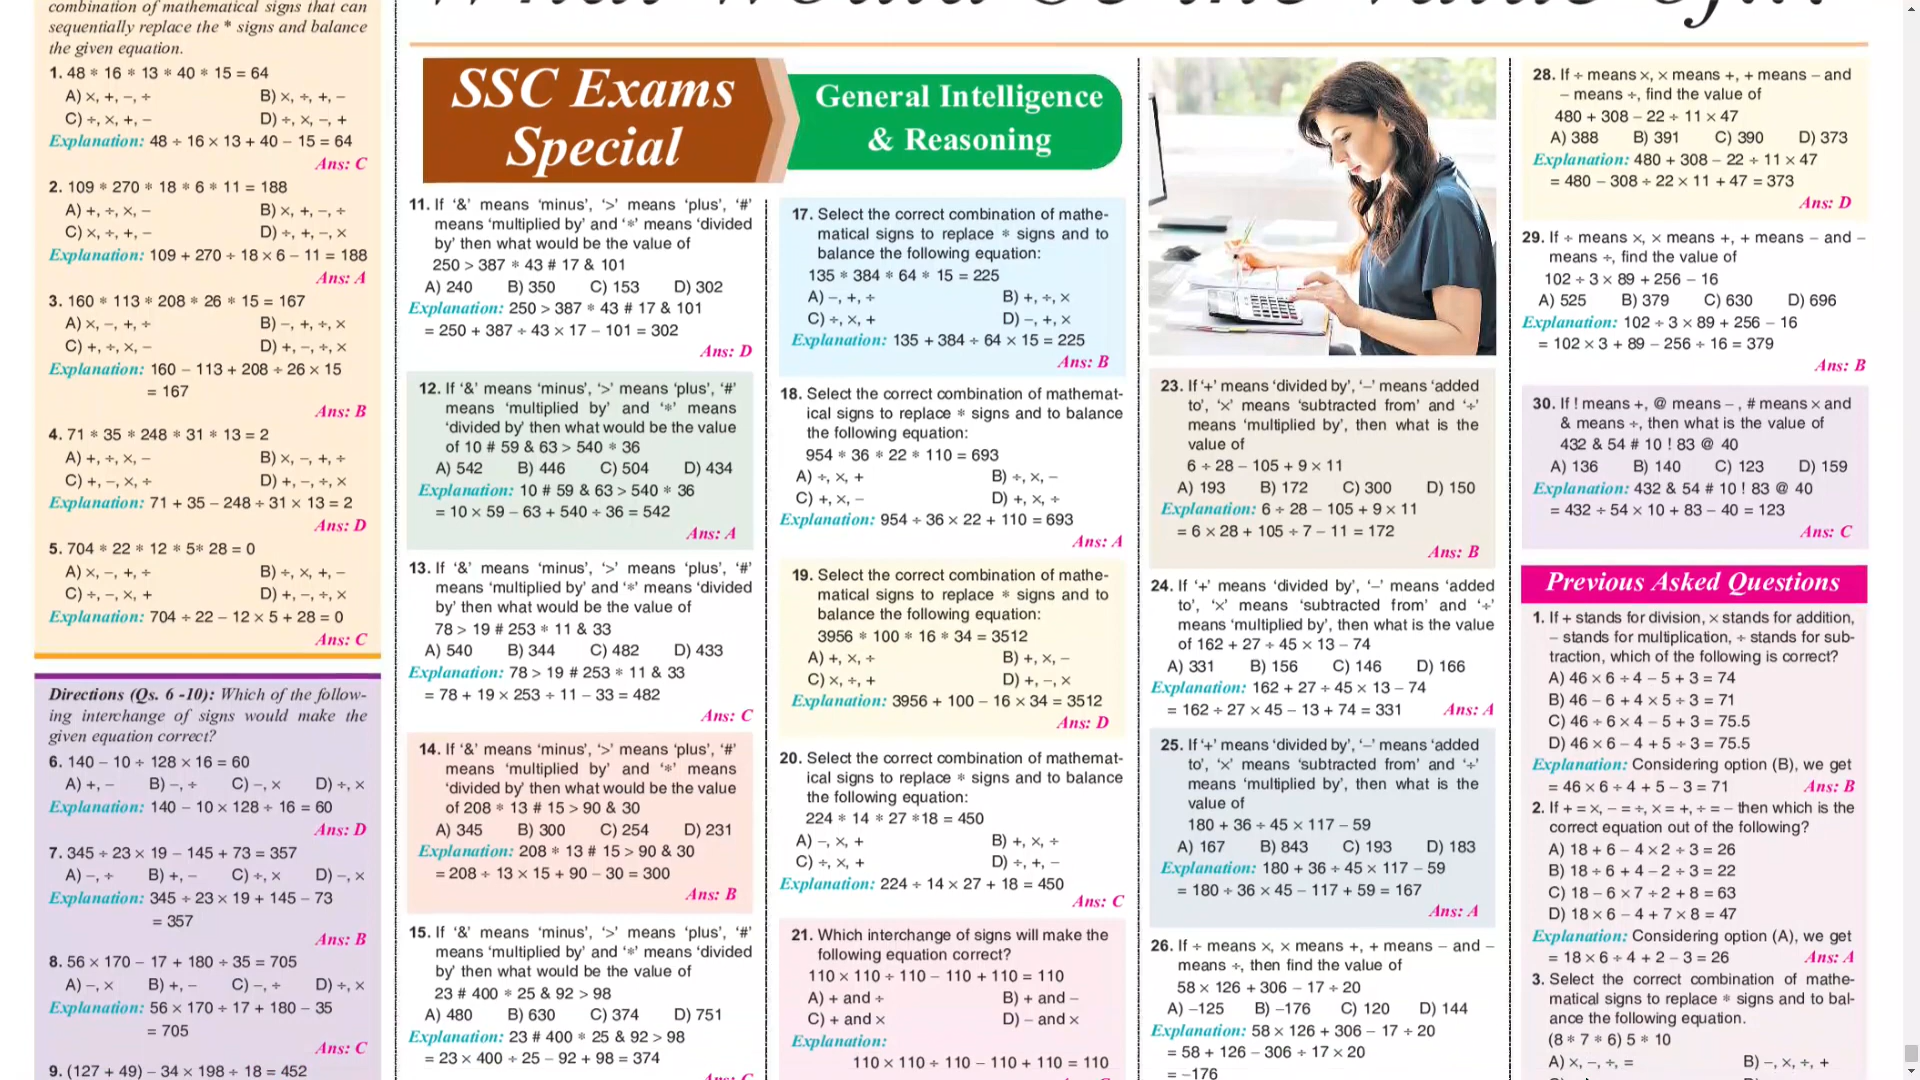 combination of mathematical signs that can
sequentially replace the * signs and balance
the given equation.
1. 48 * 16 * 13 * 40 * 15 = 64
A) ×, +, −, ÷ B) ×, ÷, +, −
C) ÷, ×, +, − D) ÷, ×, −, +
Explanation: 48 ÷ 16 × 13 + 40 − 15 = 64
Ans: C
2. 109 * 270 * 18 * 6 * 11 = 188
A) +, ÷, ×, − B) ×, +, −, ÷
C) ×, ÷, +, − D) ÷, +, −, ×
Explanation: 109 + 270 ÷ 18 × 6 − 11 = 188
Ans: A
3. 160 * 113 * 208 * 26 * 15 = 167
A) ×, −, +, ÷ B) −, +, ÷, ×
C) +, ÷, ×, − D) +, −, ÷, ×
Explanation: 160 − 113 + 208 ÷ 26 × 15
= 167
Ans: B
4. 71 * 35 * 248 * 31 * 13 = 2
A) +, ÷, ×, − B) ×, −, +, ÷
C) +, −, ×, ÷ D) +, −, ÷, ×
Explanation: 71 + 35 − 248 ÷ 31 × 13 = 2
Ans: D
5. 704 * 22 * 12 * 5* 28 = 0
A) ×, −, +, ÷ B) ÷, ×, +, −
C) ÷, −, ×, + D) +, −, ÷, ×
Explanation: 704 ÷ 22 − 12 × 5 + 28 = 0
Ans: C
Directions (Qs. 6 -10): Which of the follow-
ing interchange of signs would make the
given equation correct?
6. 140 − 10 ÷ 128 × 16 = 60
A) +, − B) −, ÷ C) −, × D) ÷, ×
Explanation: 140 − 10 × 128 ÷ 16 = 60
Ans: D
7. 345 ÷ 23 × 19 − 145 + 73 = 357
A) −, ÷ B) +, − C) ÷, × D) −, ×
Explanation: 345 ÷ 23 × 19 + 145 − 73
= 357
Ans: B
8. 56 × 170 − 17 + 180 ÷ 35 = 705
A) −, × B) +, − C) −, ÷ D) ÷, ×
Explanation: 56 × 170 ÷ 17 + 180 − 35
= 705
Ans: C
9. (127 + 49) − 34 × 198 ÷ 18 = 452
SSC Exams
Special
General Intelligence
& Reasoning
11. If '&' means 'minus', '>' means 'plus', '#'
means 'multiplied by' and '*' means 'divided
by' then what would be the value of
250 > 387 * 43 # 17 & 101
A) 240 B) 350 C) 153 D) 302
Explanation: 250 > 387 * 43 # 17 & 101
= 250 + 387 ÷ 43 × 17 − 101 = 302
Ans: D
12. If '&' means 'minus', '>' means 'plus', '#'
means 'multiplied by' and '*' means
'divided by' then what would be the value
of 10 # 59 & 63 > 540 * 36
A) 542 B) 446 C) 504 D) 434
Explanation: 10 # 59 & 63 > 540 * 36
= 10 × 59 − 63 + 540 ÷ 36 = 542
Ans: A
13. If '&' means 'minus', '>' means 'plus', '#'
means 'multiplied by' and '*' means 'divided
by' then what would be the value of
78 > 19 # 253 * 11 & 33
A) 540 B) 344 C) 482 D) 433
Explanation: 78 > 19 # 253 * 11 & 33
= 78 + 19 × 253 ÷ 11 − 33 = 482
Ans: C
14. If '&' means 'minus', '>' means 'plus', '#'
means 'multiplied by' and '*' means
'divided by' then what would be the value
of 208 * 13 # 15 > 90 & 30
A) 345 B) 300 C) 254 D) 231
Explanation: 208 * 13 # 15 > 90 & 30
= 208 ÷ 13 × 15 + 90 − 30 = 300
Ans: B
15. If '&' means 'minus', '>' means 'plus', '#'
means 'multiplied by' and '*' means 'divided
by' then what would be the value of
23 # 400 * 25 & 92 > 98
A) 480 B) 630 C) 374 D) 751
Explanation: 23 # 400 * 25 & 92 > 98
= 23 × 400 ÷ 25 − 92 + 98 = 374
17. Select the correct combination of mathe-
matical signs to replace * signs and to
balance the following equation:
135 * 384 * 64 * 15 = 225
A) −, +, ÷ B) +, ÷, ×
C) ÷, ×, + D) −, +, ×
Explanation: 135 + 384 ÷ 64 × 15 = 225
Ans: B
18. Select the correct combination of mathemat-
ical signs to replace * signs and to balance
the following equation:
954 * 36 * 22 * 110 = 693
A) ÷, ×, + B) ÷, ×, −
C) +, ×, − D) +, ×, ÷
Explanation: 954 ÷ 36 × 22 + 110 = 693
Ans: A
19. Select the correct combination of mathe-
matical signs to replace * signs and to
balance the following equation:
3956 * 100 * 16 * 34 = 3512
A) +, ×, ÷ B) +, ×, −
C) ×, ÷, + D) +, −, ×
Explanation: 3956 + 100 − 16 × 34 = 3512
Ans: D
20. Select the correct combination of mathemat-
ical signs to replace * signs and to balance
the following equation:
224 * 14 * 27 *18 = 450
A) −, ×, + B) +, ×, ÷
C) ÷, ×, + D) ÷, +, −
Explanation: 224 ÷ 14 × 27 + 18 = 450
Ans: C
21. Which interchange of signs will make the
following equation correct?
110 × 110 ÷ 110 − 110 + 110 = 110
A) + and ÷ B) + and −
C) + and × D) − and ×
Explanation:
110 × 110 ÷ 110 − 110 + 110 = 110
23. If '+' means 'divided by', '−' means 'added
to', '×' means 'subtracted from' and '÷'
means 'multiplied by', then what is the
value of
6 ÷ 28 − 105 + 9 × 11
A) 193 B) 172 C) 300 D) 150
Explanation: 6 ÷ 28 − 105 + 9 × 11
= 6 × 28 + 105 ÷ 7 − 11 = 172
Ans: B
24. If '+' means 'divided by', '−' means 'added
to', '×' means 'subtracted from' and '÷'
means 'multiplied by', then what is the value
of 162 + 27 ÷ 45 × 13 − 74
A) 331 B) 156 C) 146 D) 166
Explanation: 162 + 27 ÷ 45 × 13 − 74
= 162 ÷ 27 × 45 − 13 + 74 = 331 Ans: A
25. If '+' means 'divided by', '−' means 'added
to', '×' means 'subtracted from' and '÷'
means 'multiplied by', then what is the
value of
180 + 36 ÷ 45 × 117 − 59
A) 167 B) 843 C) 193 D) 183
Explanation: 180 + 36 ÷ 45 × 117 − 59
= 180 ÷ 36 × 45 − 117 + 59 = 167
Ans: A
26. If ÷ means ×, × means +, + means − and −
means ÷, then find the value of
58 × 126 + 306 − 17 ÷ 20
A) −125 B) −176 C) 120 D) 144
Explanation: 58 × 126 + 306 − 17 ÷ 20
= 58 + 126 − 306 ÷ 17 × 20
= −176
28. If ÷ means ×, × means +, + means − and
− means ÷, find the value of
480 + 308 − 22 ÷ 11 × 47
A) 388 B) 391 C) 390 D) 373
Explanation: 480 + 308 − 22 ÷ 11 × 47
= 480 − 308 ÷ 22 × 11 + 47 = 373
Ans: D
29. If ÷ means ×, × means +, + means − and −
means ÷, find the value of
102 ÷ 3 × 89 + 256 − 16
A) 525 B) 379 C) 630 D) 696
Explanation: 102 ÷ 3 × 89 + 256 − 16
= 102 × 3 + 89 − 256 ÷ 16 = 379
Ans: B
30. If ! means +, @ means − , # means × and
& means ÷, then what is the value of
432 & 54 # 10 ! 83 @ 40
A) 136 B) 140 C) 123 D) 159
Explanation: 432 & 54 # 10 ! 83 @ 40
= 432 ÷ 54 × 10 + 83 − 40 = 123
Ans: C
Previous Asked Questions
1. If + stands for division, × stands for addition,
− stands for multiplication, ÷ stands for sub-
traction, which of the following is correct?
A) 46 × 6 ÷ 4 − 5 + 3 = 74
B) 46 − 6 + 4 × 5 ÷ 3 = 71
C) 46 ÷ 6 × 4 − 5 + 3 = 75.5
D) 46 × 6 − 4 + 5 ÷ 3 = 75.5
Explanation: Considering option (B), we get
= 46 × 6 ÷ 4 + 5 − 3 = 71 Ans: B
2. If + = ×, − = ÷, × = +, ÷ = − then which is the
correct equation out of the following?
A) 18 + 6 − 4 × 2 ÷ 3 = 26
B) 18 ÷ 6 + 4 − 2 ÷ 3 = 22
C) 18 − 6 × 7 ÷ 2 + 8 = 63
D) 18 × 6 − 4 + 7 × 8 = 47
Explanation: Considering option (A), we get
= 18 × 6 ÷ 4 + 2 − 3 = 26 Ans: A
3. Select the correct combination of mathe-
matical signs to replace * signs and to bal-
ance the following equation.
(8 * 7 * 6) 5 * 10
A) ×, −, ÷, = B) −, ×, ÷, +